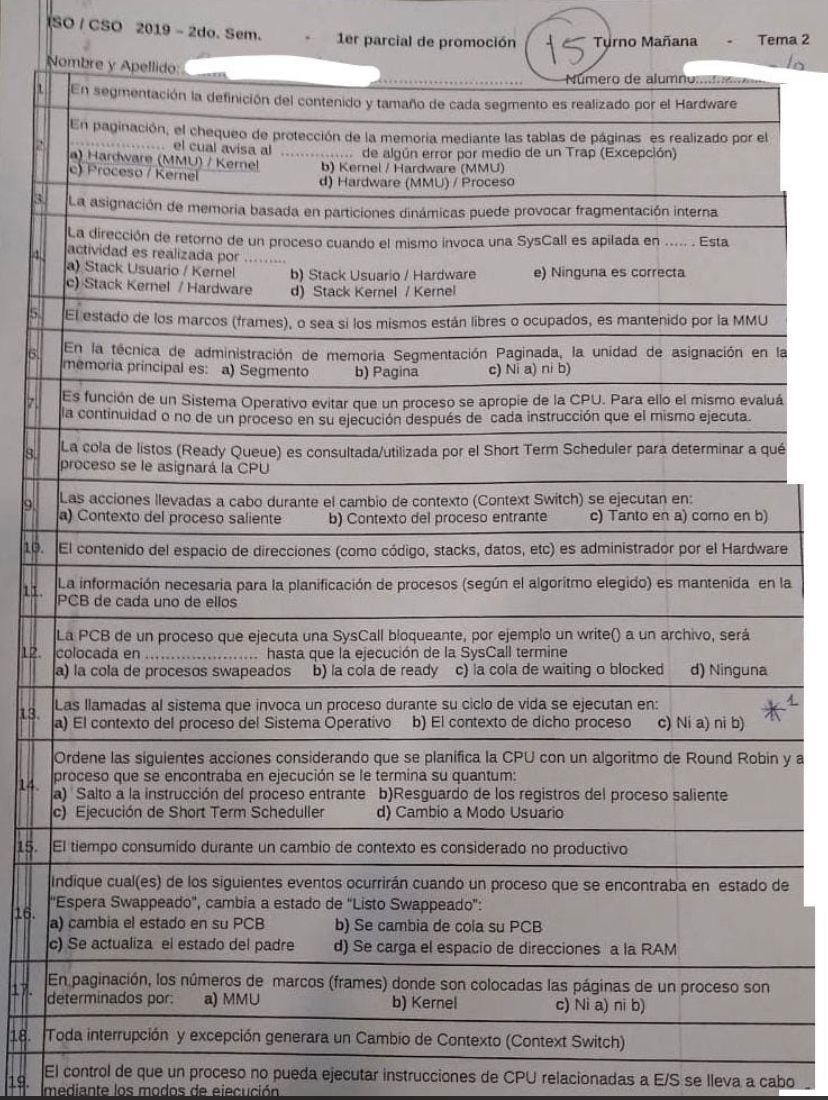 ISO / CSO 2019 – 2do. Sem. - 1er parcial de promoción 15 Turno Mañana - Tema 2
Nombre y Apellido: Número de alumno
1. En segmentación la definición del contenido y tamaño de cada segmento es realizado por el Hardware
2. En paginación, el chequeo de protección de la memoria mediante las tablas de páginas es realizado por el
.................. el cual avisa al .............. de algún error por medio de un Trap (Excepción)
a) Hardware (MMU) / Kernel b) Kernel / Hardware (MMU)
c) Proceso / Kernel d) Hardware (MMU) / Proceso
3. La asignación de memoria basada en particiones dinámicas puede provocar fragmentación interna
4. La dirección de retorno de un proceso cuando el mismo invoca una SysCall es apilada en ..... . Esta
actividad es realizada por .........
a) Stack Usuario / Kernel b) Stack Usuario / Hardware e) Ninguna es correcta
c) Stack Kernel / Hardware d) Stack Kernel / Kernel
5. El estado de los marcos (frames), o sea si los mismos están libres o ocupados, es mantenido por la MMU
6. En la técnica de administración de memoria Segmentación Paginada, la unidad de asignación en la
memoria principal es: a) Segmento b) Pagina c) Ni a) ni b)
7. Es función de un Sistema Operativo evitar que un proceso se apropie de la CPU. Para ello el mismo evaluá
la continuidad o no de un proceso en su ejecución después de cada instrucción que el mismo ejecuta.
8. La cola de listos (Ready Queue) es consultada/utilizada por el Short Term Scheduler para determinar a qué
proceso se le asignará la CPU
9. Las acciones llevadas a cabo durante el cambio de contexto (Context Switch) se ejecutan en:
a) Contexto del proceso saliente b) Contexto del proceso entrante c) Tanto en a) como en b)
10. El contenido del espacio de direcciones (como código, stacks, datos, etc) es administrador por el Hardware
11. La información necesaria para la planificación de procesos (según el algoritmo elegido) es mantenida en la
PCB de cada uno de ellos
12. La PCB de un proceso que ejecuta una SysCall bloqueante, por ejemplo un write() a un archivo, será
colocada en ..................... hasta que la ejecución de la SysCall termine
a) la cola de procesos swapeados b) la cola de ready c) la cola de waiting o blocked d) Ninguna
13. Las llamadas al sistema que invoca un proceso durante su ciclo de vida se ejecutan en: *1
a) El contexto del proceso del Sistema Operativo b) El contexto de dicho proceso c) Ni a) ni b)
14. Ordene las siguientes acciones considerando que se planifica la CPU con un algoritmo de Round Robin y a
proceso que se encontraba en ejecución se le termina su quantum:
a) Salto a la instrucción del proceso entrante b)Resguardo de los registros del proceso saliente
c) Ejecución de Short Term Scheduller d) Cambio a Modo Usuario
15. El tiempo consumido durante un cambio de contexto es considerado no productivo
16. Indique cual(es) de los siguientes eventos ocurrirán cuando un proceso que se encontraba en estado de
"Espera Swappeado", cambia a estado de "Listo Swappeado":
a) cambia el estado en su PCB b) Se cambia de cola su PCB
c) Se actualiza el estado del padre d) Se carga el espacio de direcciones a la RAM
17. En paginación, los números de marcos (frames) donde son colocadas las páginas de un proceso son
determinados por: a) MMU b) Kernel c) Ni a) ni b)
18. Toda interrupción y excepción generara un Cambio de Contexto (Context Switch)
19. El control de que un proceso no pueda ejecutar instrucciones de CPU relacionadas a E/S se lleva a cabo
mediante los modos de ejecución